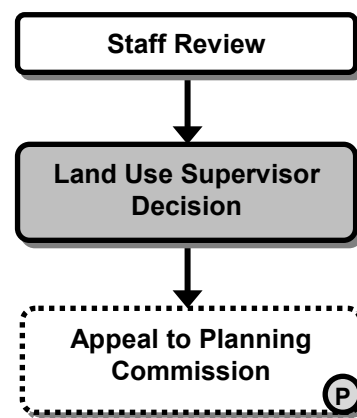 Staff Review
Land Use Supervisor
Decision
Appeal to Planning
Commission
P